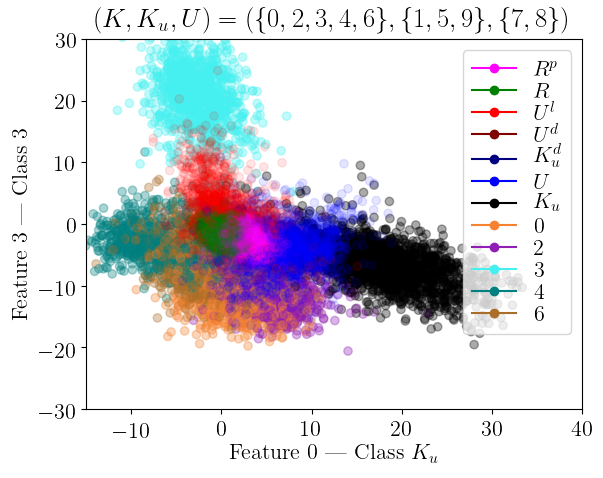 (K, K_u, U) = ({0, 2, 3, 4, 6}, {1, 5, 9}, {7, 8})
30
20
10
0
−10
−20
−30
Feature 3 — Class 3
−10 0 10 20 30 40
Feature 0 — Class K_u
R^p
R
U^l
U^d
K_u^d
U
K_u
0
2
3
4
6